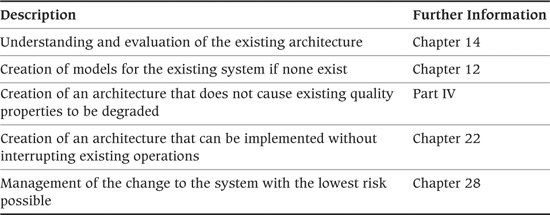 Description Further Information
Understanding and evaluation of the existing architecture Chapter 14
Creation of models for the existing system if none exist Chapter 12
Creation of an architecture that does not cause existing quality Part IV
properties to be degraded
Creation of an architecture that can be implemented without Chapter 22
interrupting existing operations
Management of the change to the system with the lowest risk Chapter 28
possible